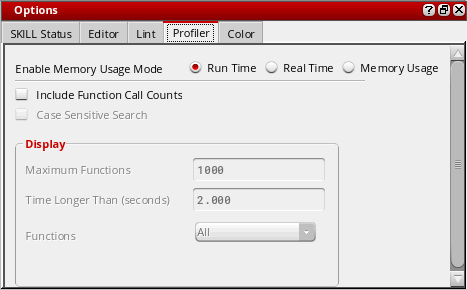 Options
SKILL Status Editor Lint Profiler Color
Enable Memory Usage Mode Run Time Real Time Memory Usage
Include Function Call Counts
Case Sensitive Search
Display
Maximum Functions 1000
Time Longer Than (seconds) 2.000
Functions All